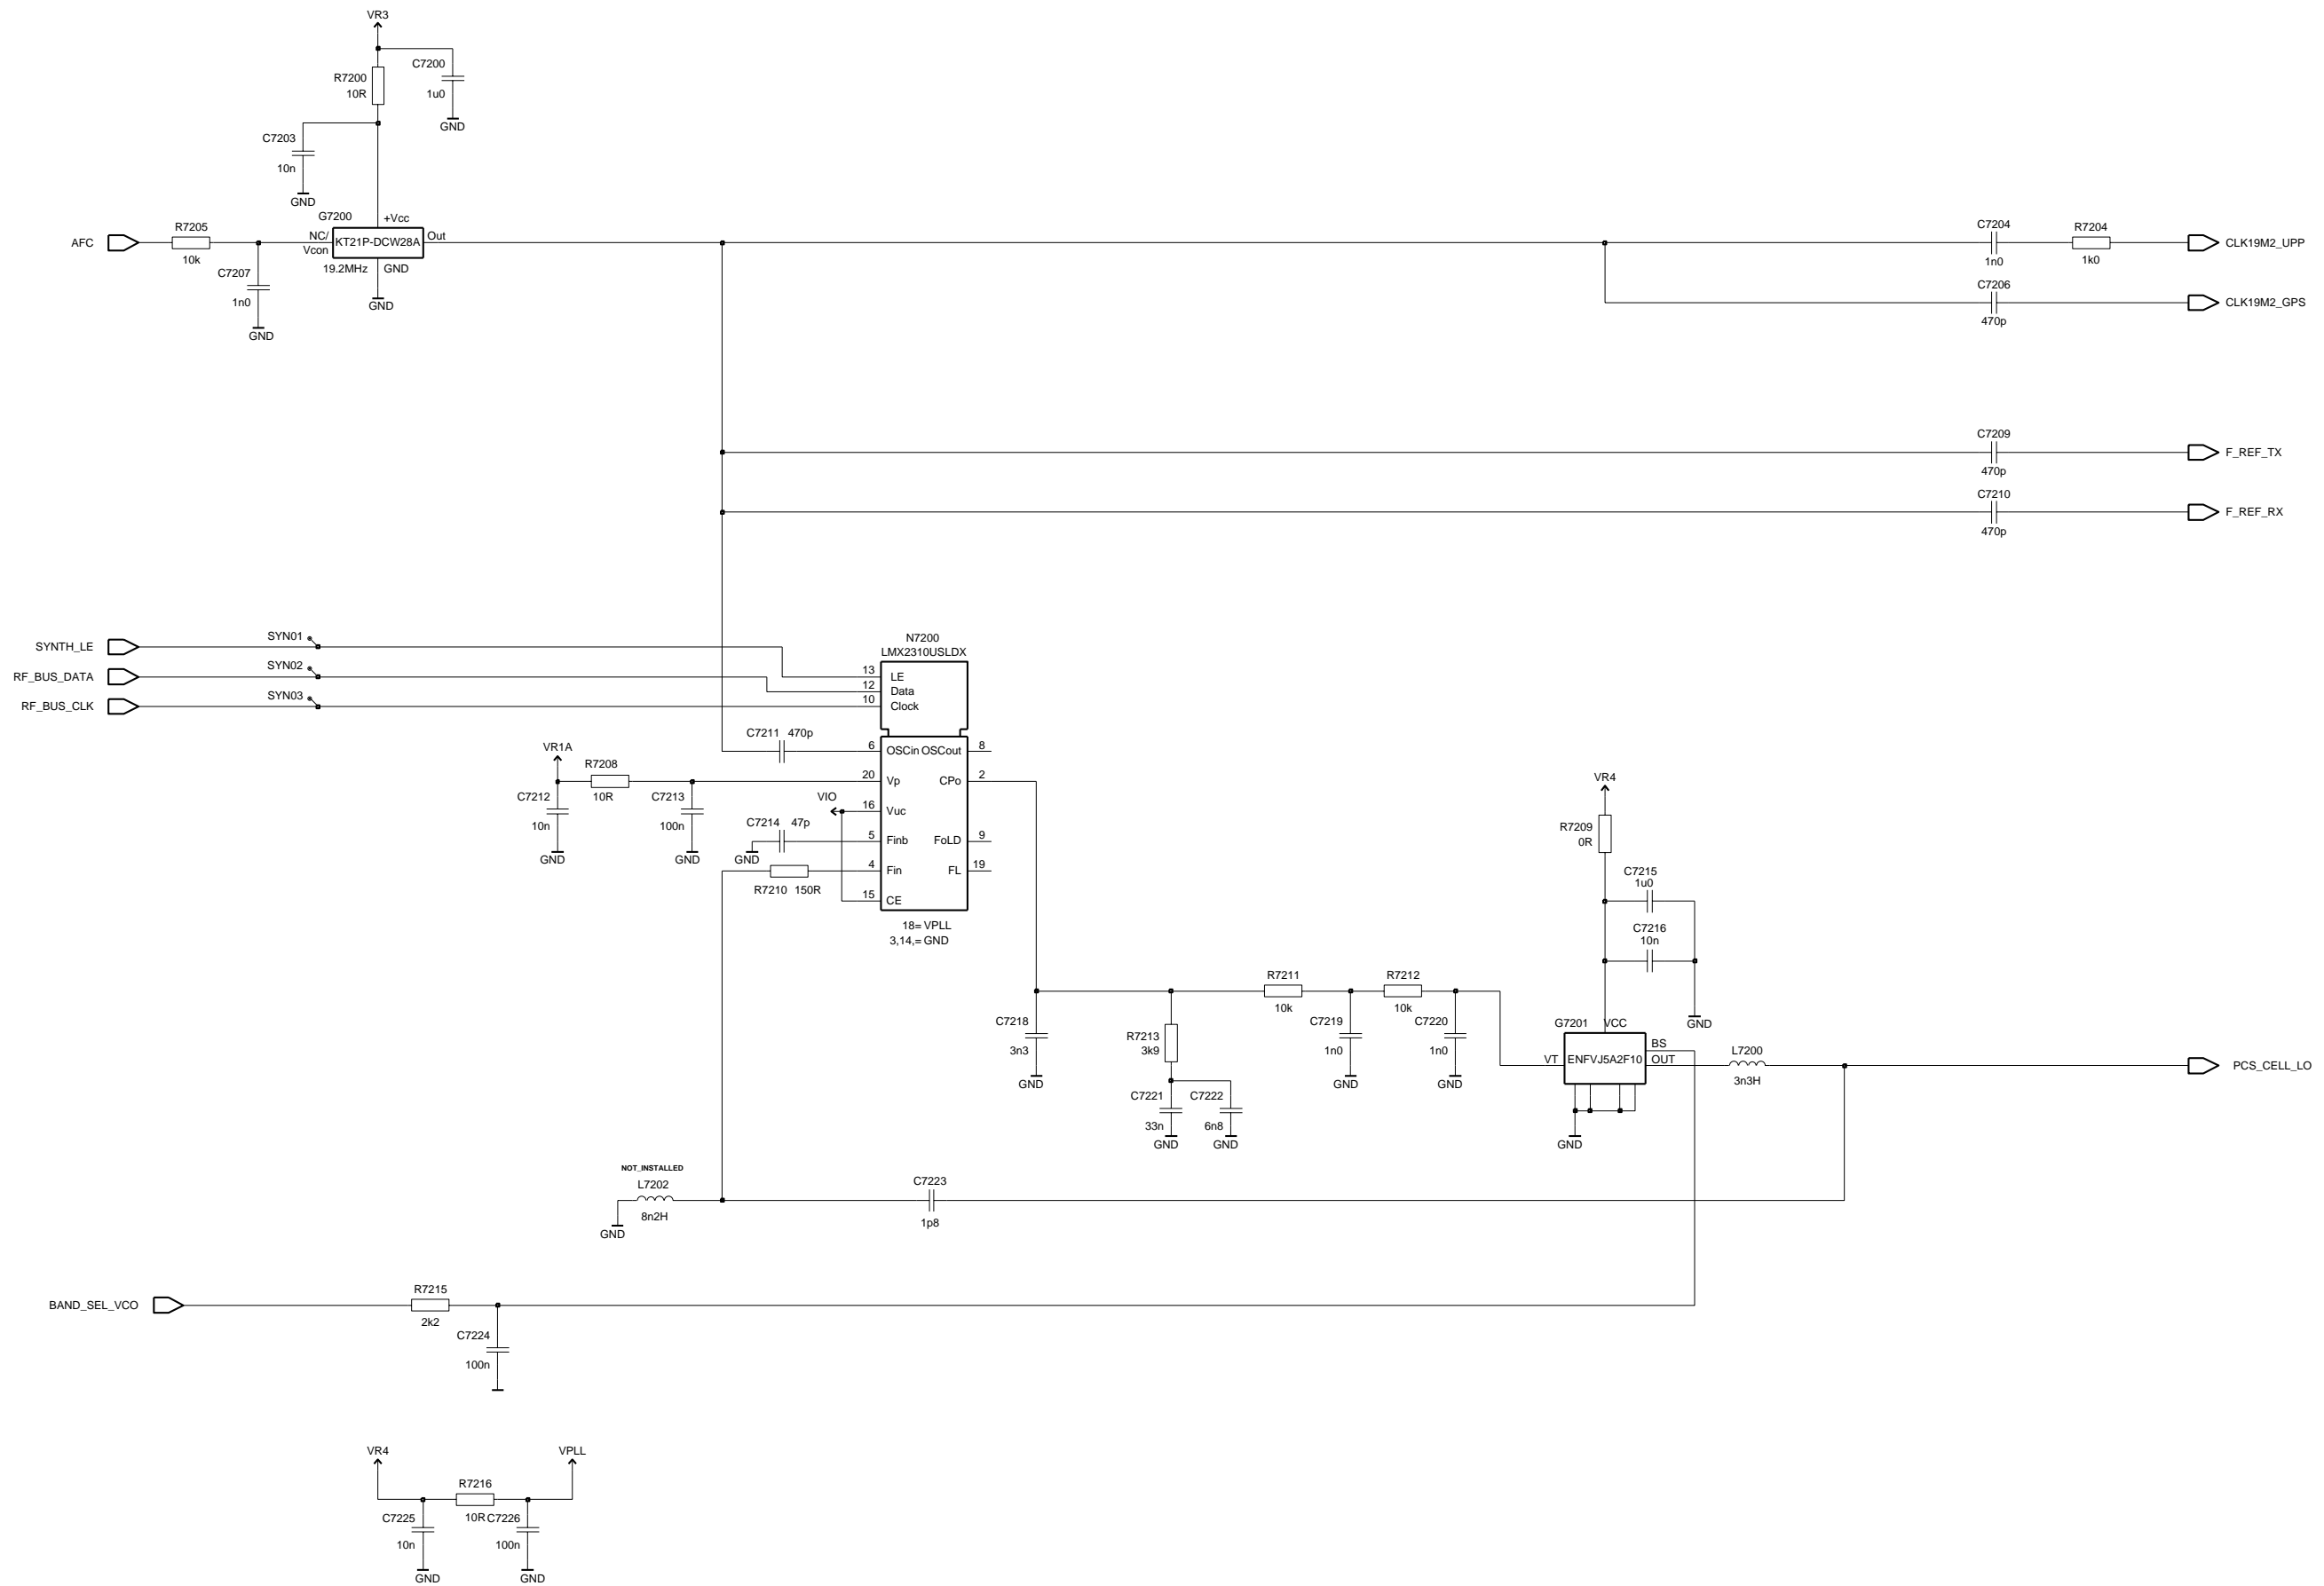 VR3
R7200
10R
C7200
1u0
GND
C7203
10n
GND
G7200
+Vcc
AFC
R7205
10k
NC/
Vcon
KT21P-DCW28A
Out
19.2MHz
GND
GND
C7207
1n0
GND
C7204
1n0
R7204
1k0
CLK19M2_UPP
C7206
470p
CLK19M2_GPS
C7209
470p
F_REF_TX
C7210
470p
F_REF_RX
SYNTH_LE
SYN01
RF_BUS_DATA
SYN02
RF_BUS_CLK
SYN03
N7200
LMX2310USLDX
13 LE
12 Data
10 Clock
C7211 470p
6 OSCin OSCout 8
VR1A
R7208
10R
C7212
10n
GND
C7213
100n
GND
20 Vp CPo 2
VIO
16 Vuc
C7214 47p
GND
5 Finb FoLD 9
4 Fin FL 19
R7210 150R
15 CE
18= VPLL
3,14,= GND
VR4
R7209
0R
C7215
1u0
C7216
10n
GND
R7211
10k
R7212
10k
C7218
3n3
GND
R7213
3k9
C7219
1n0
GND
C7220
1n0
GND
C7221
33n
GND
C7222
6n8
GND
G7201 VCC
VT
ENFVJ5A2F10
BS
OUT
GND
L7200
3n3H
PCS_CELL_LO
NOT_INSTALLED
L7202
8n2H
GND
C7223
1p8
BAND_SEL_VCO
R7215
2k2
C7224
100n
VR4
VPLL
R7216
10R
C7225
10n
GND
C7226
100n
GND